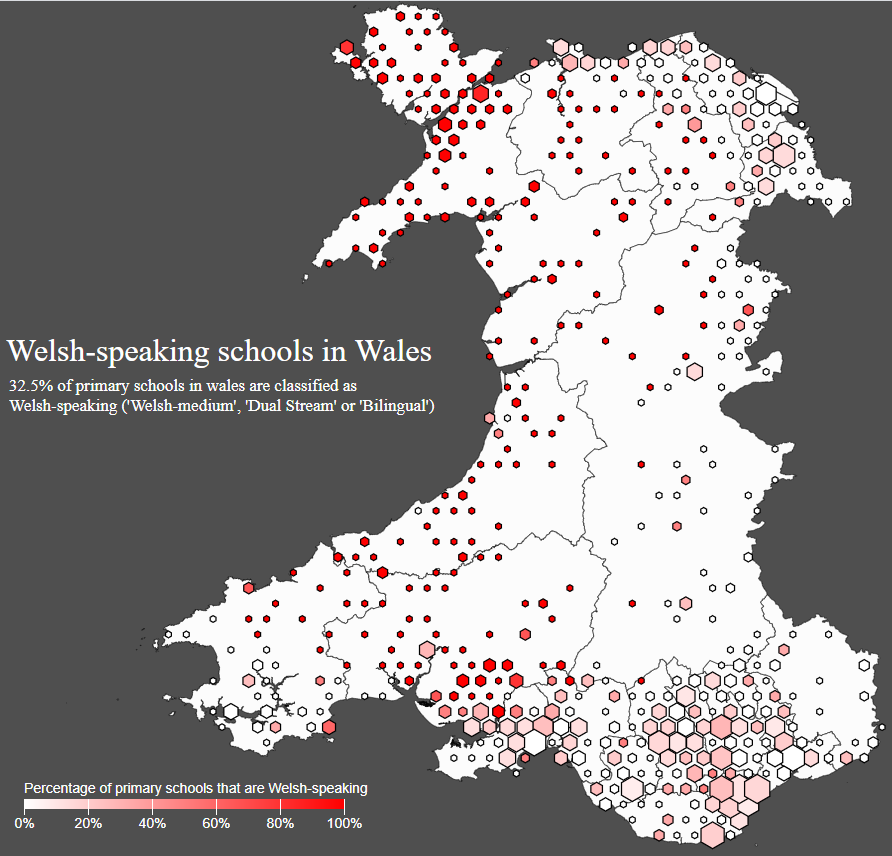 Welsh-speaking schools in Wales
32.5% of primary schools in wales are classified as
Welsh-speaking ('Welsh-medium', 'Dual Stream' or 'Bilingual')
Percentage of primary schools that are Welsh-speaking
0% 20% 40% 60% 80% 100%